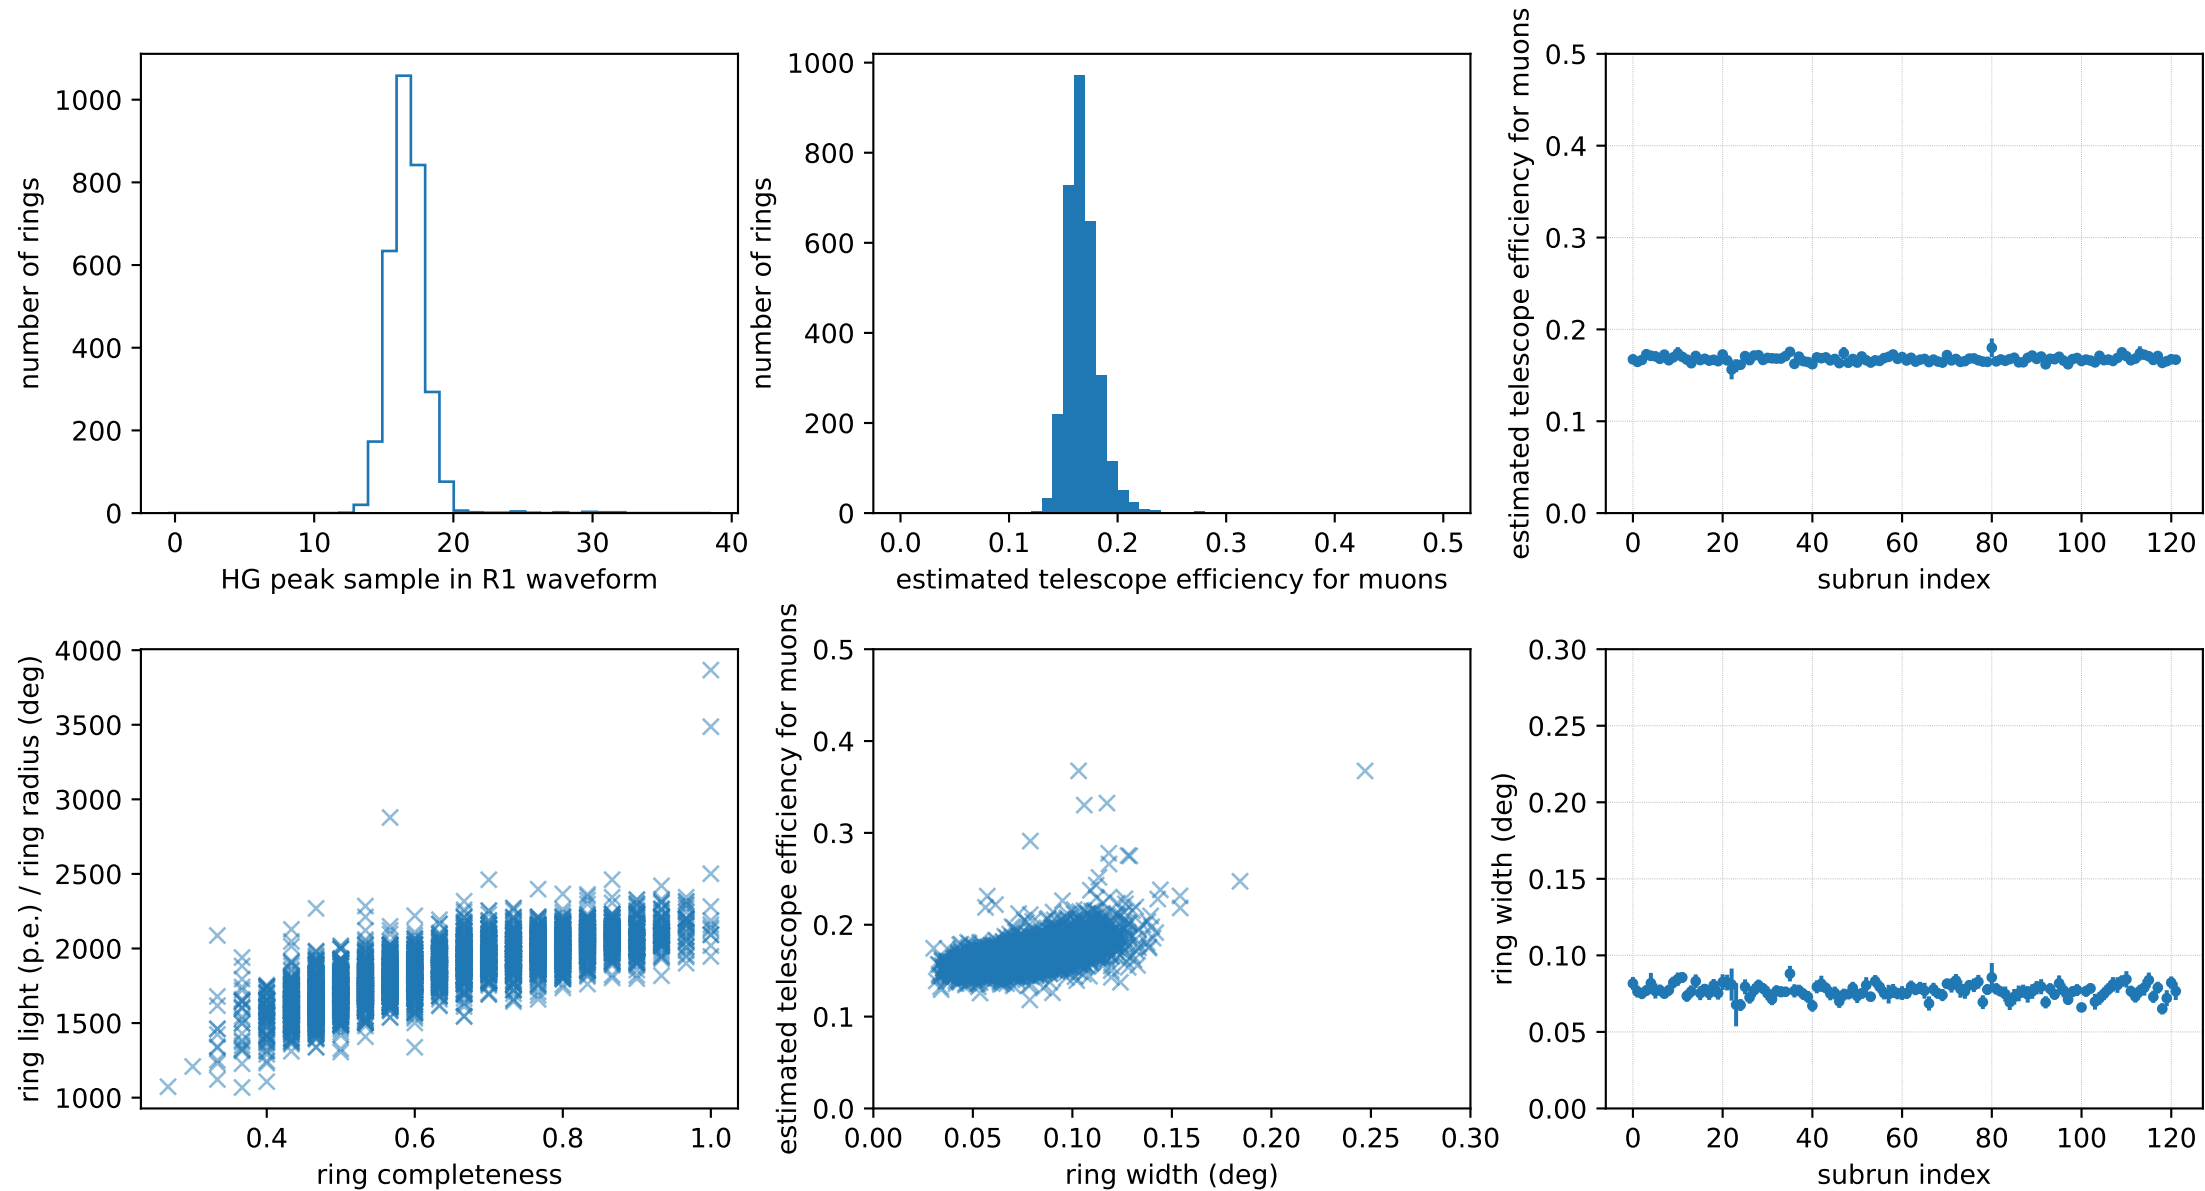 number of rings
1000
800
600
400
200
0
0 10 20 30 40
HG peak sample in R1 waveform
number of rings
1000
800
600
400
200
0
0.0 0.1 0.2 0.3 0.4 0.5
estimated telescope efficiency for muons
estimated telescope efficiency for muons
0.5
0.4
0.3
0.2
0.1
0.0
0 20 40 60 80 100 120
subrun index
ring light (p.e.) / ring radius (deg)
4000
3500
3000
2500
2000
1500
1000
0.4 0.6 0.8 1.0
ring completeness
estimated telescope efficiency for muons
0.5
0.4
0.3
0.2
0.1
0.0
0.00 0.05 0.10 0.15 0.20 0.25 0.30
ring width (deg)
ring width (deg)
0.30
0.25
0.20
0.15
0.10
0.05
0.00
0 20 40 60 80 100 120
subrun index